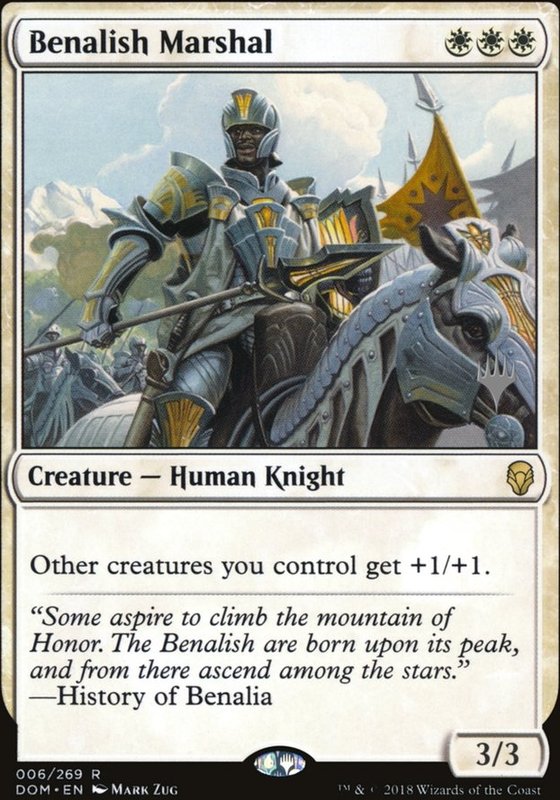 Benalish Marshal
Creature — Human Knight
Other creatures you control get +1/+1.
“Some aspire to climb the mountain of
Honor. The Benalish are born upon its peak,
and from there ascend among the stars.”
—History of Benalia
3/3
006/269 R
DOM • EN Mark Zug
™ & © 2018 Wizards of the Coast